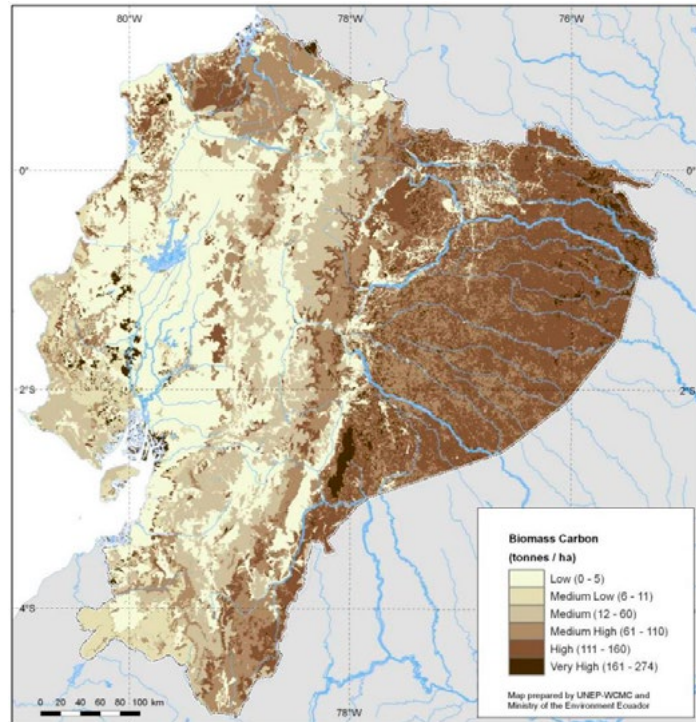 80°W 78°W 76°W
0° 0°
2°S 2°S
4°S
Biomass Carbon
(tonnes / ha)
Low (0 - 5)
Medium Low (6 - 11)
Medium (12 - 60)
Medium High (61 - 110)
High (111 - 160)
Very High (161 - 274)
Map prepared by UNEP-WCMC and
Ministry of the Environment Ecuador
0 20 40 60 80 100 km
78°W